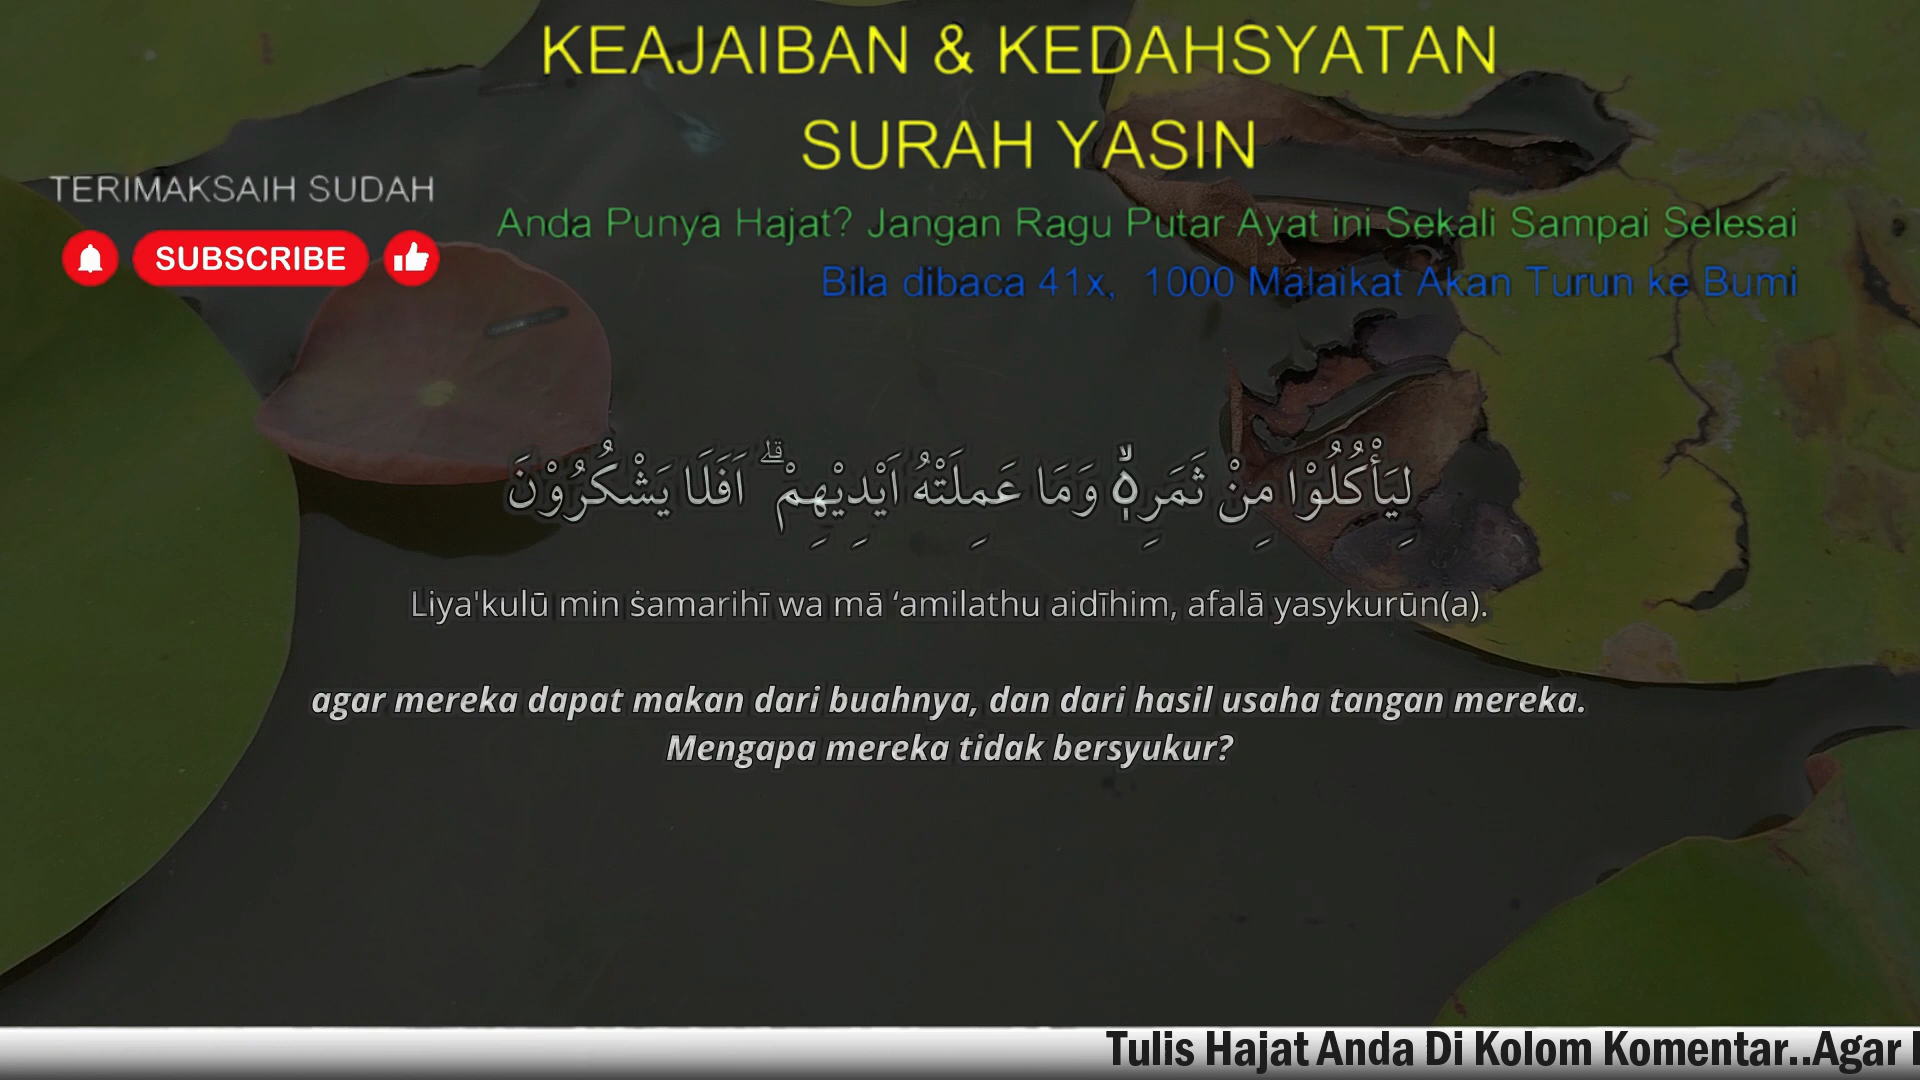 KEAJAIBAN & KEDAHSYATAN
SURAH YASIN
TERIMAKSAIH SUDAH
SUBSCRIBE
Anda Punya Hajat? Jangan Ragu Putar Ayat ini Sekali Sampai Selesai
Bila dibaca 41x, 1000 Malaikat Akan Turun ke Bumi
لِيَأْكُلُوْا مِنْ ثَمَرِهٖۙ وَمَا عَمِلَتْهُ اَيْدِيْهِمْ ۗ اَفَلَا يَشْكُرُوْنَ
Liya'kulū min ṡamarihī wa mā ‘amilathu aidīhim, afalā yasykurūn(a).
agar mereka dapat makan dari buahnya, dan dari hasil usaha tangan mereka.
Mengapa mereka tidak bersyukur?
Tulis Hajat Anda Di Kolom Komentar..Agar